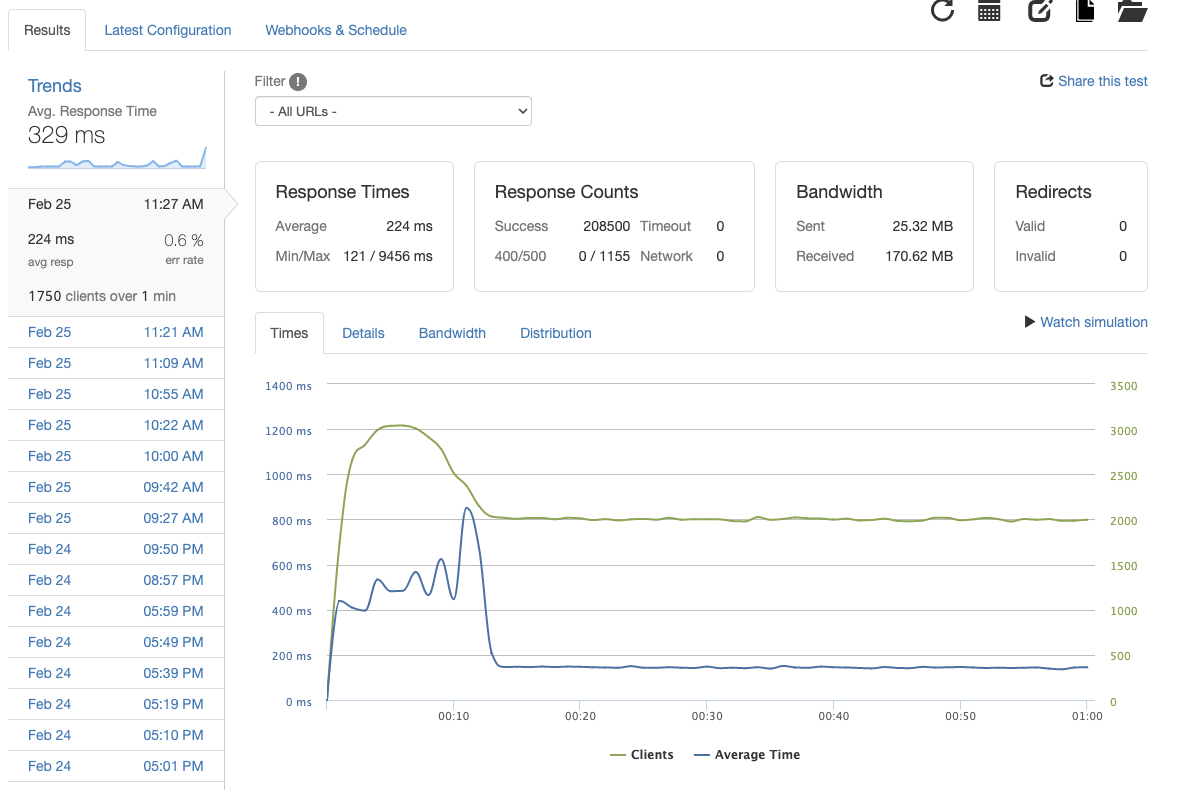 Results Latest Configuration Webhooks & Schedule
Trends
Avg. Response Time
329 ms
Feb 25 11:27 AM
224 ms 0.6 %
avg resp err rate
1750 clients over 1 min
Feb 25 11:21 AM
Feb 25 11:09 AM
Feb 25 10:55 AM
Feb 25 10:22 AM
Feb 25 10:00 AM
Feb 25 09:42 AM
Feb 25 09:27 AM
Feb 24 09:50 PM
Feb 24 08:57 PM
Feb 24 05:59 PM
Feb 24 05:49 PM
Feb 24 05:39 PM
Feb 24 05:19 PM
Feb 24 05:10 PM
Feb 24 05:01 PM
Filter !
Share this test
- All URLs -
Response Times
Average 224 ms
Min/Max 121 / 9456 ms
Response Counts
Success 208500 Timeout 0
400/500 0 / 1155 Network 0
Bandwidth
Sent 25.32 MB
Received 170.62 MB
Redirects
Valid 0
Invalid 0
Times Details Bandwidth Distribution
Watch simulation
1400 ms 3500
1200 ms 3000
1000 ms 2500
800 ms 2000
600 ms 1500
400 ms 1000
200 ms 500
0 ms 0
00:10 00:20 00:30 00:40 00:50 01:00
Clients Average Time